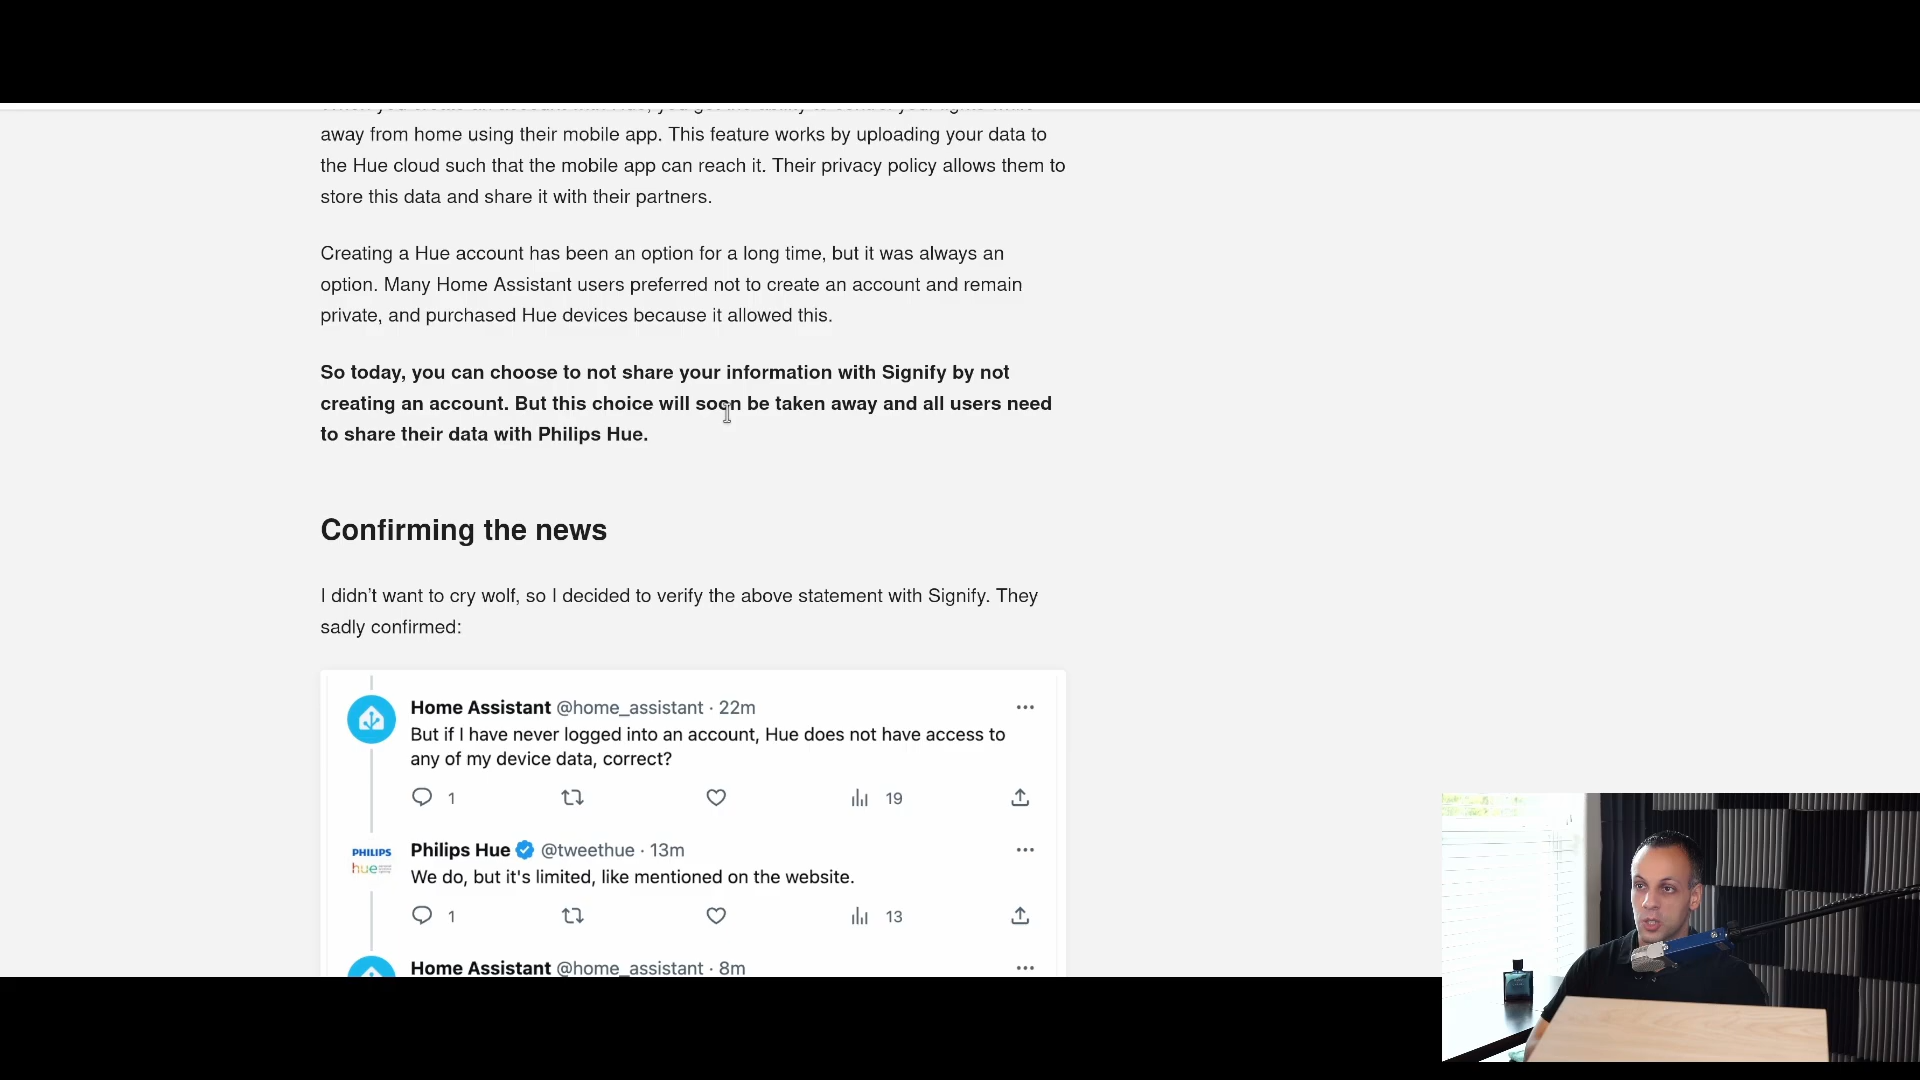 away from home using their mobile app. This feature works by uploading your data to
the Hue cloud such that the mobile app can reach it. Their privacy policy allows them to
store this data and share it with their partners.
Creating a Hue account has been an option for a long time, but it was always an
option. Many Home Assistant users preferred not to create an account and remain
private, and purchased Hue devices because it allowed this.
So today, you can choose to not share your information with Signify by not
creating an account. But this choice will soon be taken away and all users need
to share their data with Philips Hue.
Confirming the news
I didn’t want to cry wolf, so I decided to verify the above statement with Signify. They
sadly confirmed:
Home Assistant @home_assistant · 22m
But if I have never logged into an account, Hue does not have access to
any of my device data, correct?
1 19
PHILIPS
hue
Philips Hue @tweethue · 13m
We do, but it's limited, like mentioned on the website.
1 13
Home Assistant @home_assistant · 8m